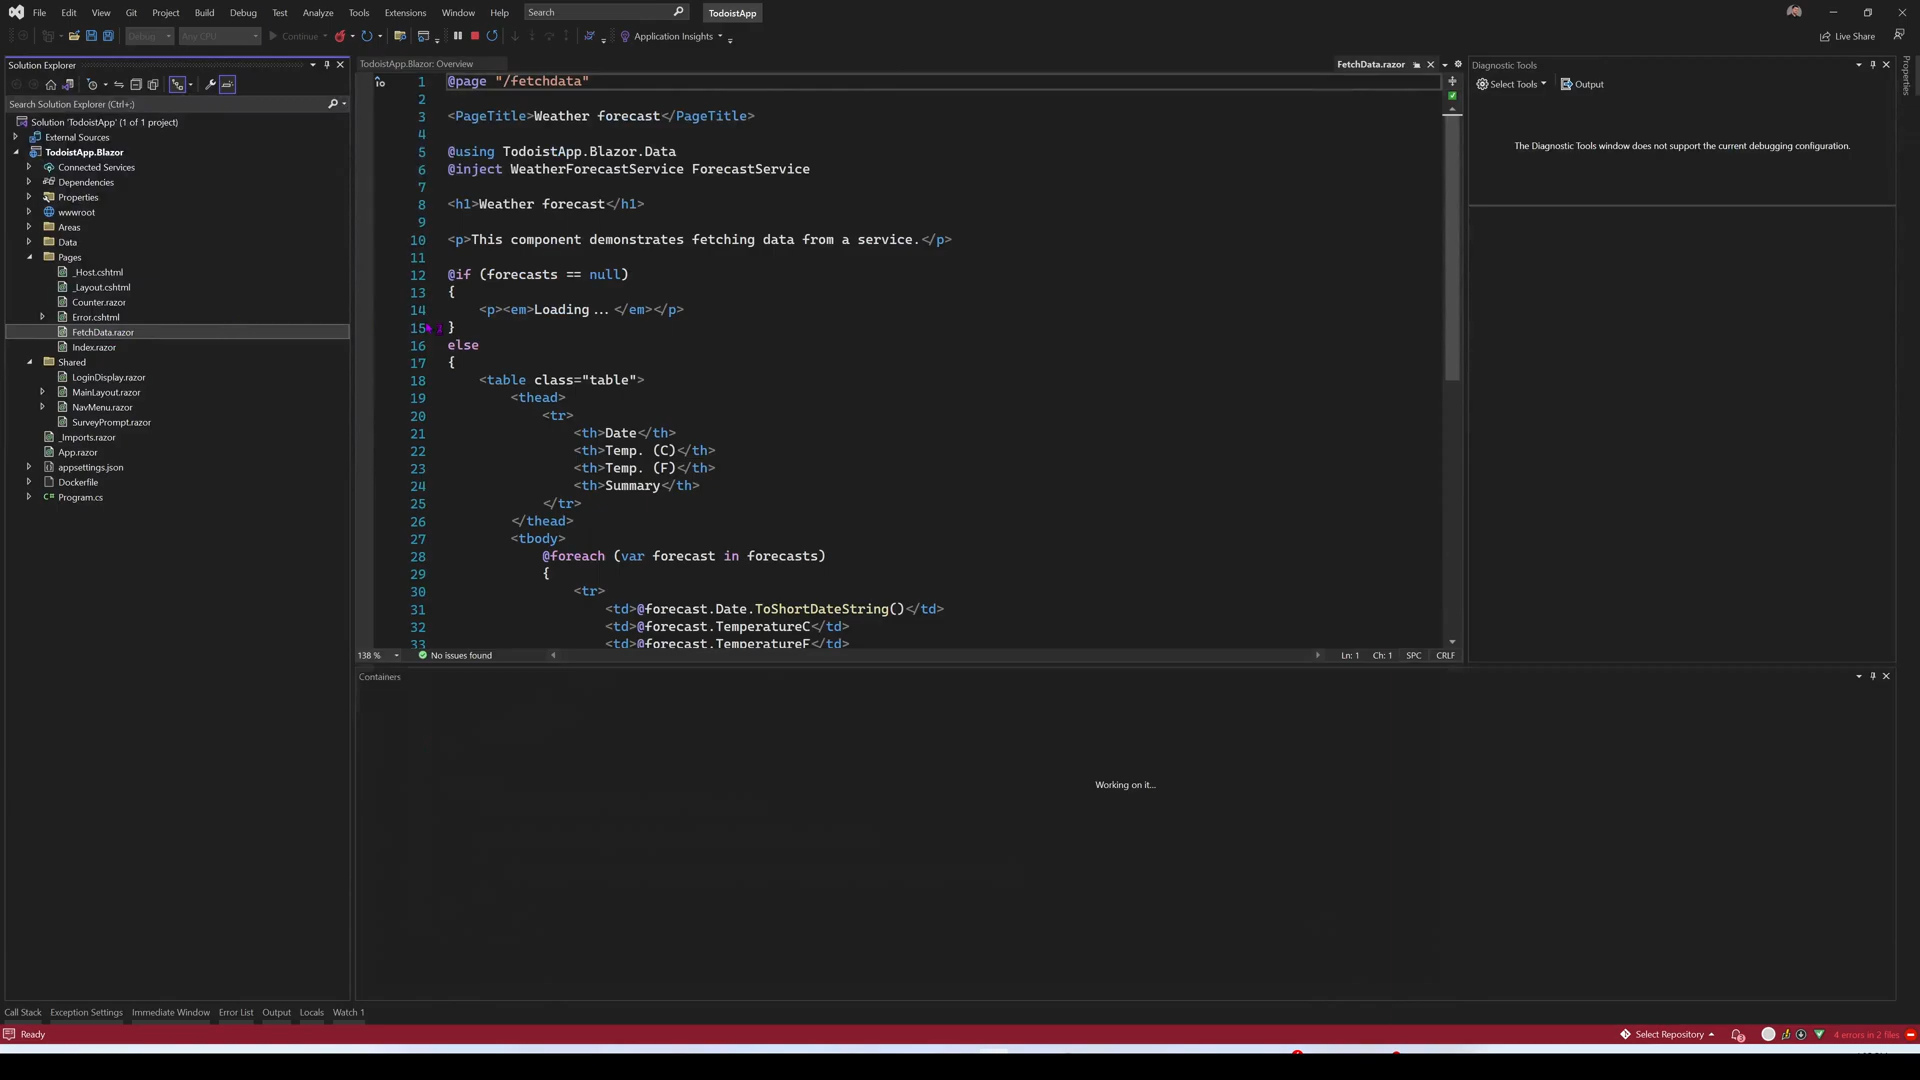 File Edit View Git Project Build Debug Test Analyze Tools Extensions Window Help Search TodoistApp
Debug Any CPU Continue Application Insights Live Share
Solution Explorer
Search Solution Explorer (Ctrl+;)
Solution 'TodoistApp' (1 of 1 project)
External Sources
TodoistApp.Blazor
Connected Services
Dependencies
Properties
wwwroot
Areas
Data
Pages
_Host.cshtml
_Layout.cshtml
Counter.razor
Error.cshtml
FetchData.razor
Index.razor
Shared
LoginDisplay.razor
MainLayout.razor
NavMenu.razor
SurveyPrompt.razor
_Imports.razor
App.razor
appsettings.json
Dockerfile
Program.cs
TodoistApp.Blazor: Overview FetchData.razor
1 @page "/fetchdata"
2
3 <PageTitle>Weather forecast</PageTitle>
4
5 @using TodoistApp.Blazor.Data
6 @inject WeatherForecastService ForecastService
7
8 <h1>Weather forecast</h1>
9
10 <p>This component demonstrates fetching data from a service.</p>
11
12 @if (forecasts == null)
13 {
14 <p><em>Loading...</em></p>
15 }
16 else
17 {
18 <table class="table">
19 <thead>
20 <tr>
21 <th>Date</th>
22 <th>Temp. (C)</th>
23 <th>Temp. (F)</th>
24 <th>Summary</th>
25 </tr>
26 </thead>
27 <tbody>
28 @foreach (var forecast in forecasts)
29 {
30 <tr>
31 <td>@forecast.Date.ToShortDateString()</td>
32 <td>@forecast.TemperatureC</td>
33 <td>@forecast.TemperatureF</td>
138 % No issues found Ln: 1 Ch: 1 SPC CRLF
Diagnostic Tools
Select Tools Output
The Diagnostic Tools window does not support the current debugging configuration.
Properties
Containers
Working on it...
Call Stack Exception Settings Immediate Window Output Error List Output Locals Watch 1
Ready Select Repository 3 4 errors in 2 files